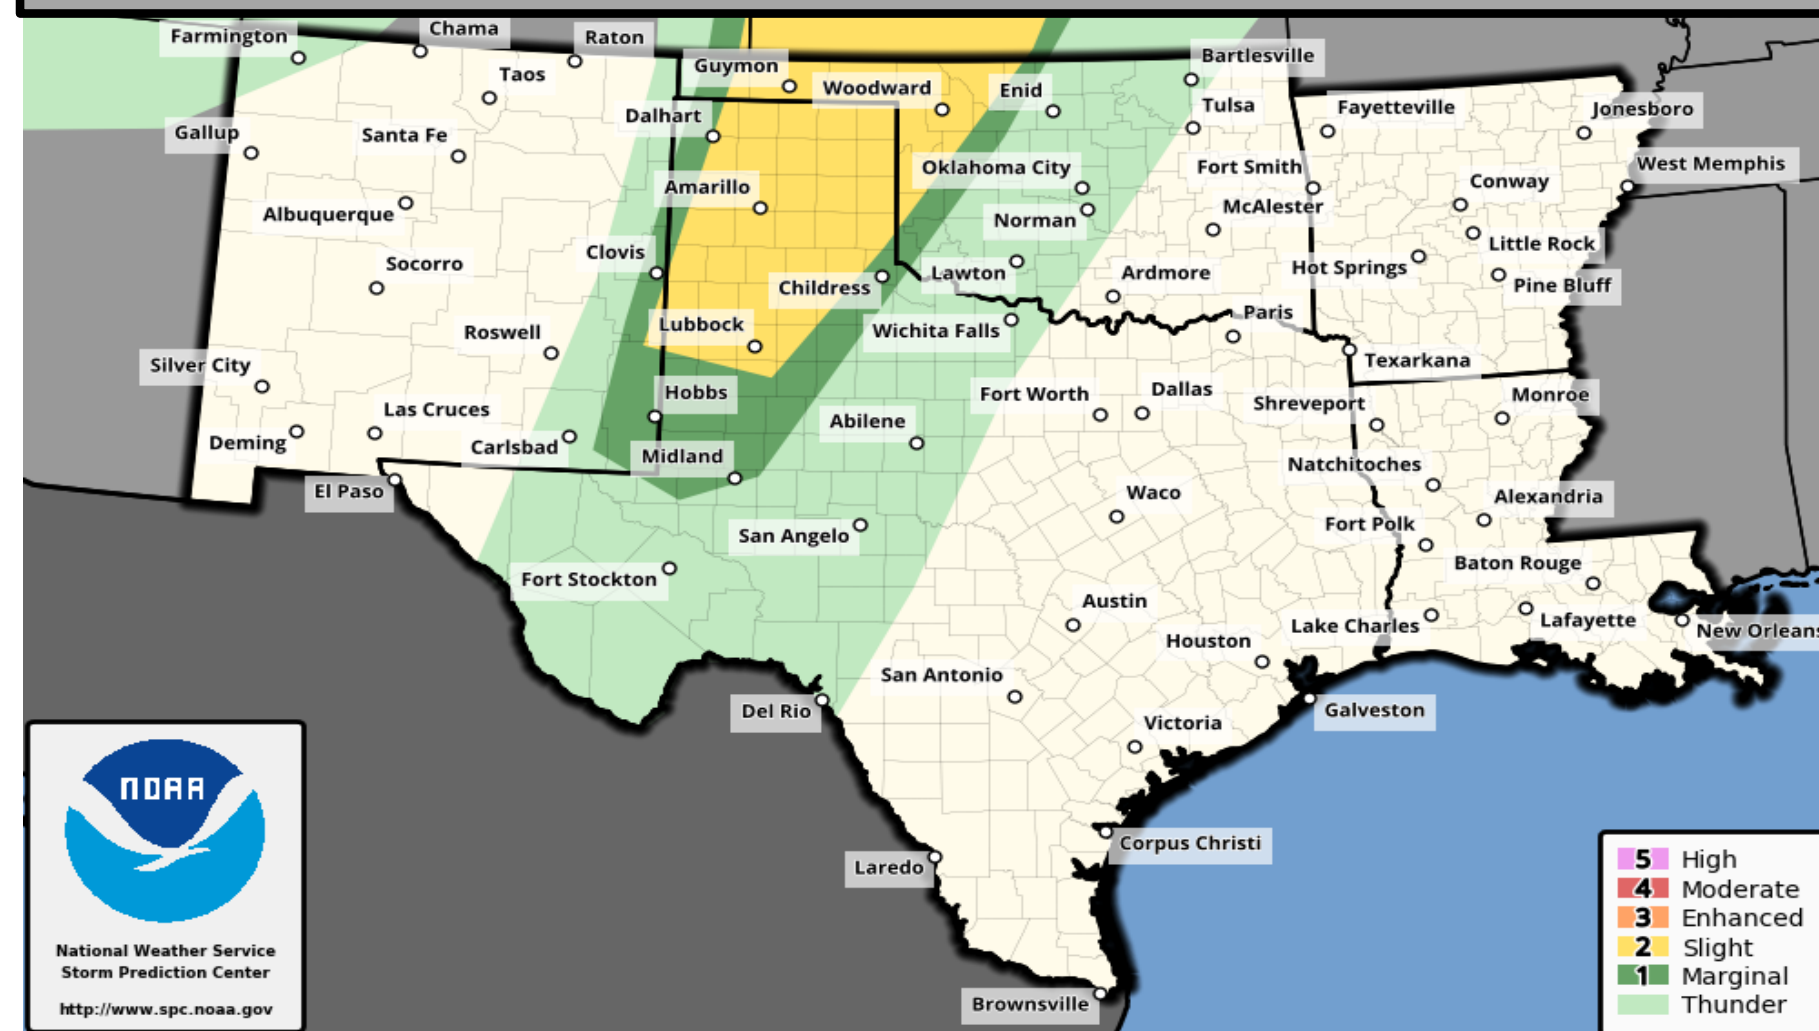 Farmington
Chama
Raton
Taos
Guymon
Woodward
Enid
Bartlesville
Tulsa
Fayetteville
Jonesboro
Gallup
Santa Fe
Dalhart
Oklahoma City
Fort Smith
Conway
West Memphis
Albuquerque
Amarillo
Norman
McAlester
Little Rock
Socorro
Clovis
Childress
Lawton
Ardmore
Hot Springs
Pine Bluff
Roswell
Lubbock
Wichita Falls
Paris
Texarkana
Silver City
Hobbs
Fort Worth
Dallas
Shreveport
Monroe
Deming
Las Cruces
Carlsbad
Midland
Abilene
Natchitoches
El Paso
Waco
Alexandria
San Angelo
Fort Polk
Fort Stockton
Baton Rouge
Austin
Houston
Lake Charles
Lafayette
New Orleans
San Antonio
Del Rio
Victoria
Galveston
Corpus Christi
Laredo
Brownsville
NOAA
National Weather Service
Storm Prediction Center
http://www.spc.noaa.gov
5 High
4 Moderate
3 Enhanced
2 Slight
1 Marginal
Thunder